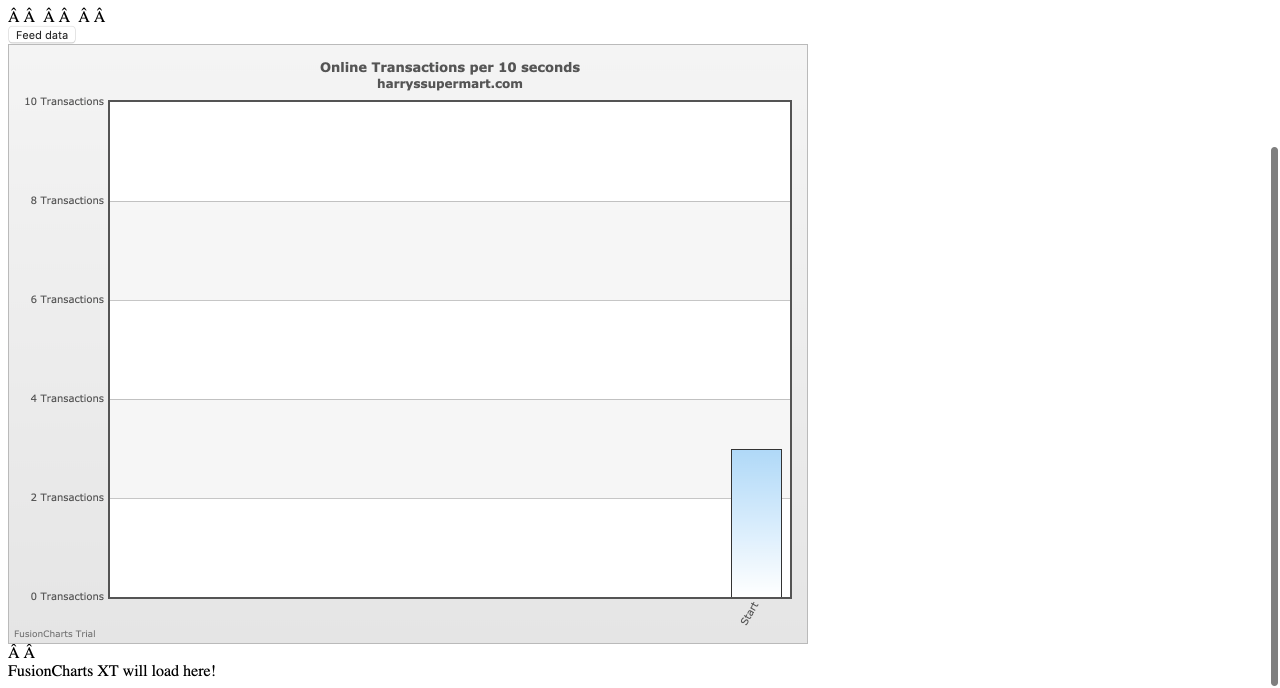 Â Â  Â Â  Â Â
Feed data
Online Transactions per 10 seconds
harryssupermart.com
10 Transactions
8 Transactions
6 Transactions
4 Transactions
2 Transactions
0 Transactions
Start
FusionCharts Trial
Â Â
FusionCharts XT will load here!